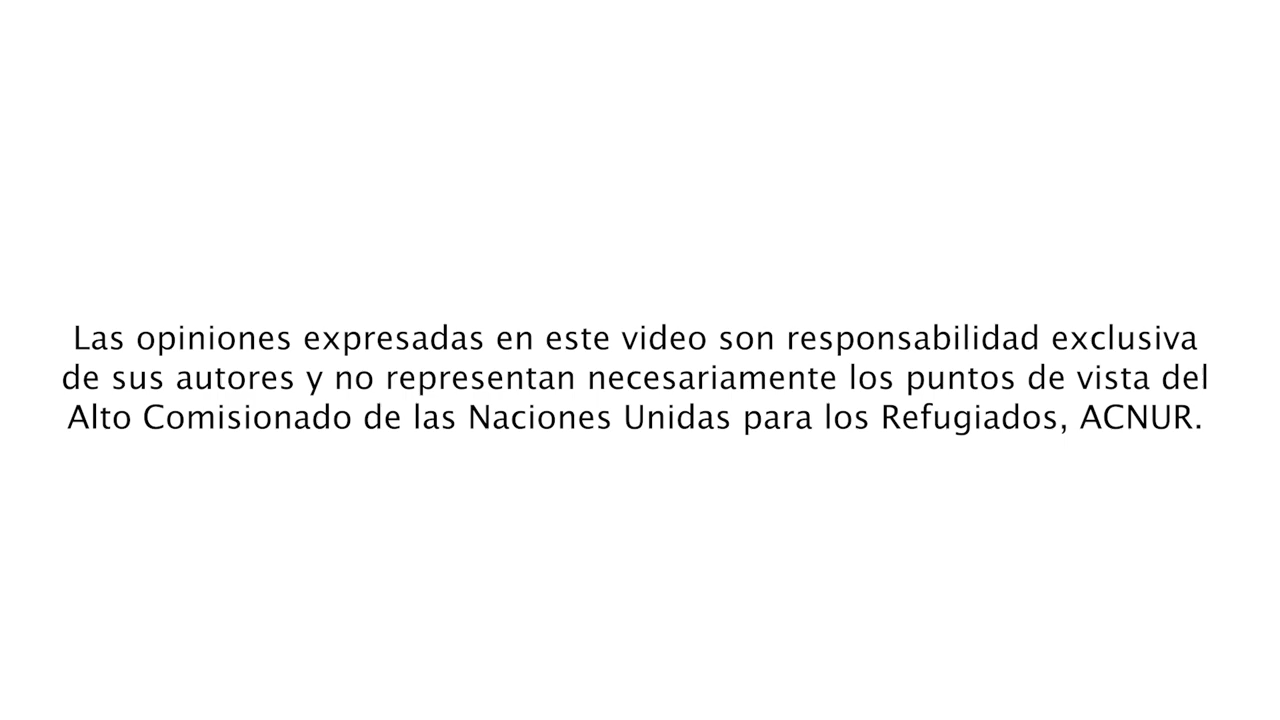 Las opiniones expresadas en este video son responsabilidad exclusiva
de sus autores y no representan necesariamente los puntos de vista del
Alto Comisionado de las Naciones Unidas para los Refugiados, ACNUR.